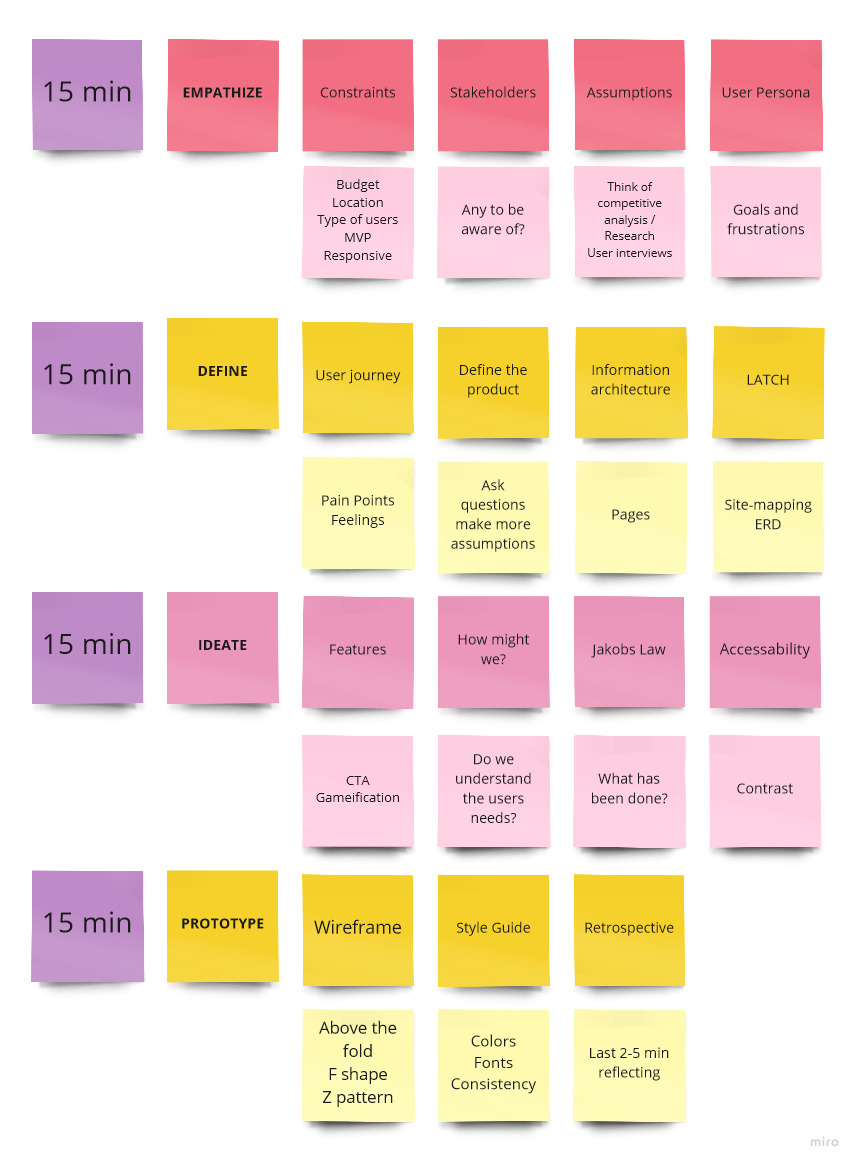 15 min
EMPATHIZE
Constraints
Stakeholders
Assumptions
User Persona
Budget
Location
Type of users
MVP
Responsive
Any to be
aware of?
Think of
competitive
analysis /
Research
User interviews
Goals and
frustrations
15 min
DEFINE
User journey
Define the
product
Information
architecture
LATCH
Pain Points
Feelings
Ask
questions
make more
assumptions
Pages
Site-mapping
ERD
15 min
IDEATE
Features
How might
we?
Jakobs Law
Accessability
CTA
Gameification
Do we
understand
the users
needs?
What has
been done?
Contrast
15 min
PROTOTYPE
Wireframe
Style Guide
Retrospective
Above the
fold
F shape
Z pattern
Colors
Fonts
Consistency
Last 2-5 min
reflecting
miro